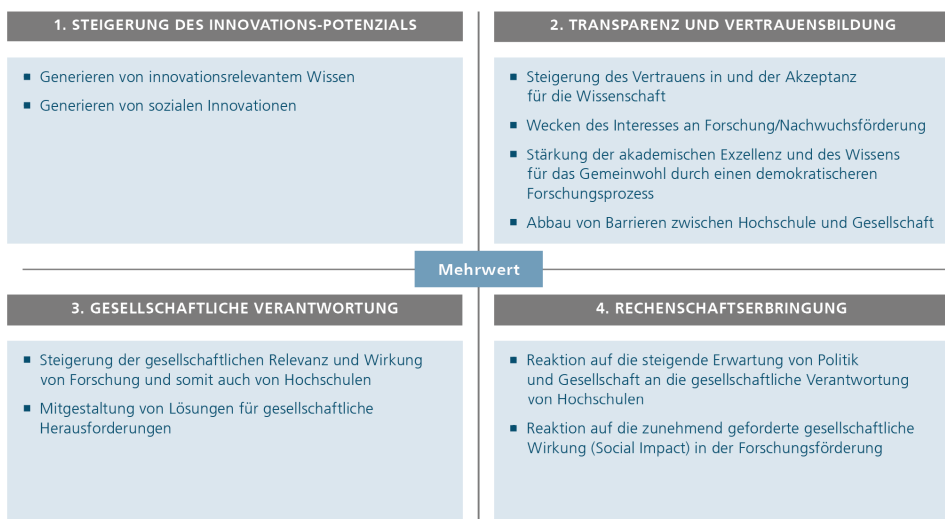 1. STEIGERUNG DES INNOVATIONS-POTENZIALS
Generieren von innovationsrelevantem Wissen
Generieren von sozialen Innovationen
2. TRANSPARENZ UND VERTRAUENSBILDUNG
Steigerung des Vertrauens in und der Akzeptanz
für die Wissenschaft
Wecken des Interesses an Forschung/Nachwuchsförderung
Stärkung der akademischen Exzellenz und des Wissens
für das Gemeinwohl durch einen demokratischeren
Forschungsprozess
Abbau von Barrieren zwischen Hochschule und Gesellschaft
Mehrwert
3. GESELLSCHAFTLICHE VERANTWORTUNG
Steigerung der gesellschaftlichen Relevanz und Wirkung
von Forschung und somit auch von Hochschulen
Mitgestaltung von Lösungen für gesellschaftliche
Herausforderungen
4. RECHENSCHAFTSERBRINGUNG
Reaktion auf die steigende Erwartung von Politik
und Gesellschaft an die gesellschaftliche Verantwortung
von Hochschulen
Reaktion auf die zunehmend geforderte gesellschaftliche
Wirkung (Social Impact) in der Forschungsförderung